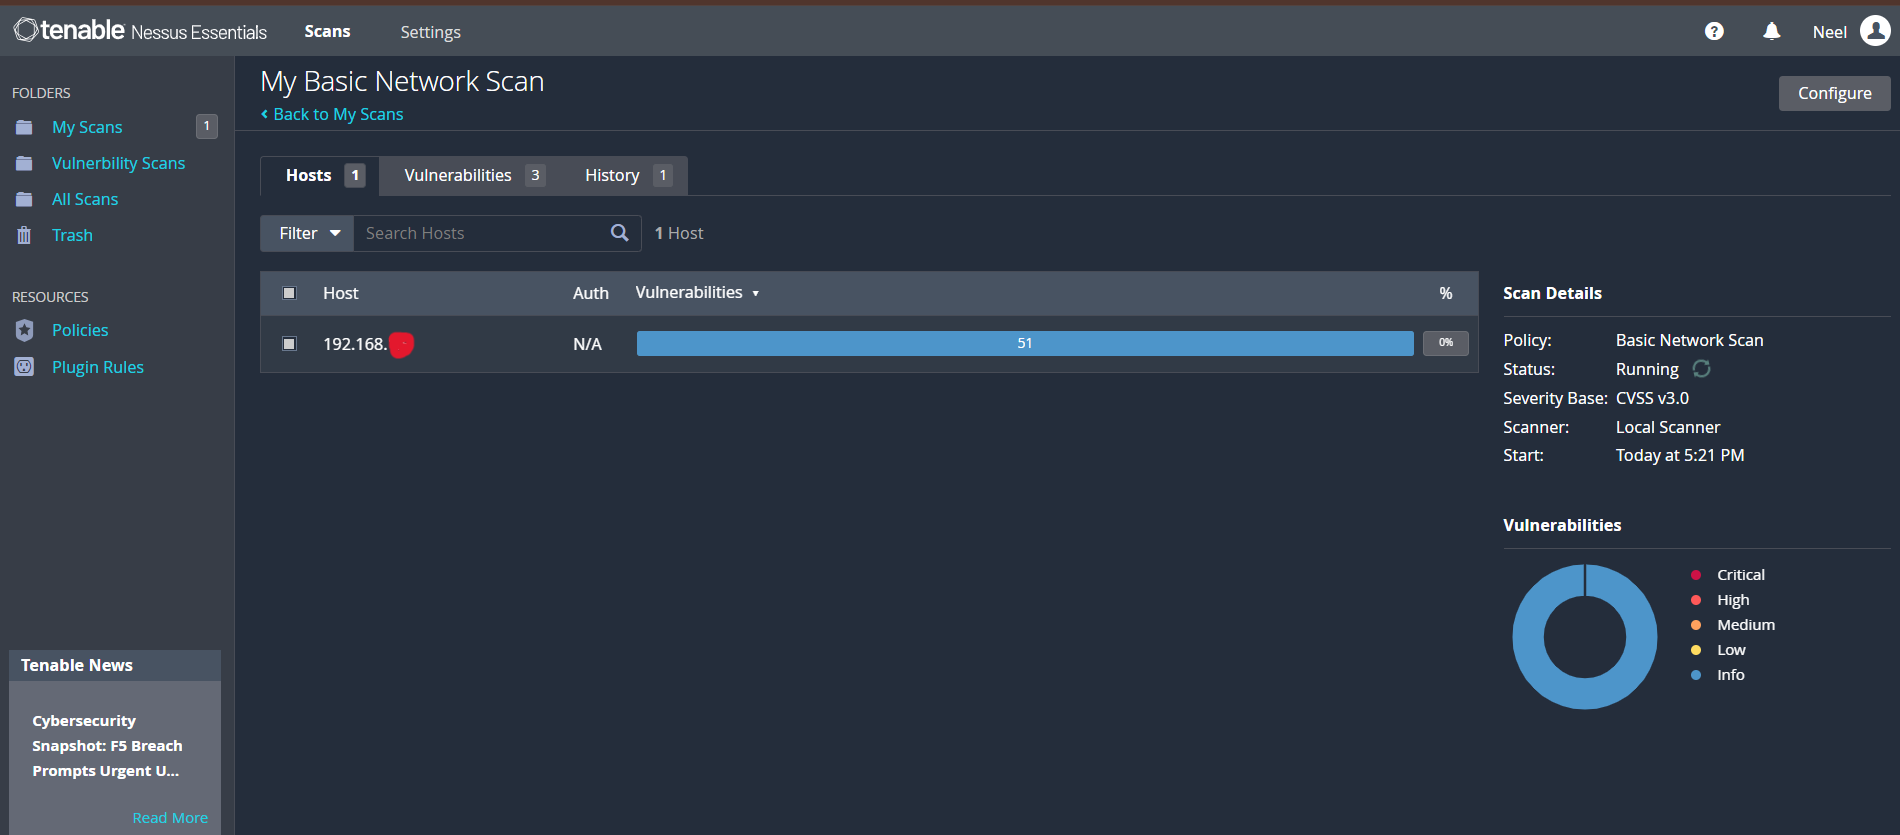 tenable Nessus Essentials Scans Settings Neel
FOLDERS
My Scans 1
Vulnerbility Scans
All Scans
Trash
RESOURCES
Policies
Plugin Rules
Tenable News
Cybersecurity
Snapshot: F5 Breach
Prompts Urgent U...
Read More
My Basic Network Scan
Back to My Scans
Configure
Hosts 1 Vulnerabilities 3 History 1
Filter Search Hosts 1 Host
Host Auth Vulnerabilities %
192.168. N/A 51 0%
Scan Details
Policy: Basic Network Scan
Status: Running
Severity Base: CVSS v3.0
Scanner: Local Scanner
Start: Today at 5:21 PM
Vulnerabilities
Critical
High
Medium
Low
Info